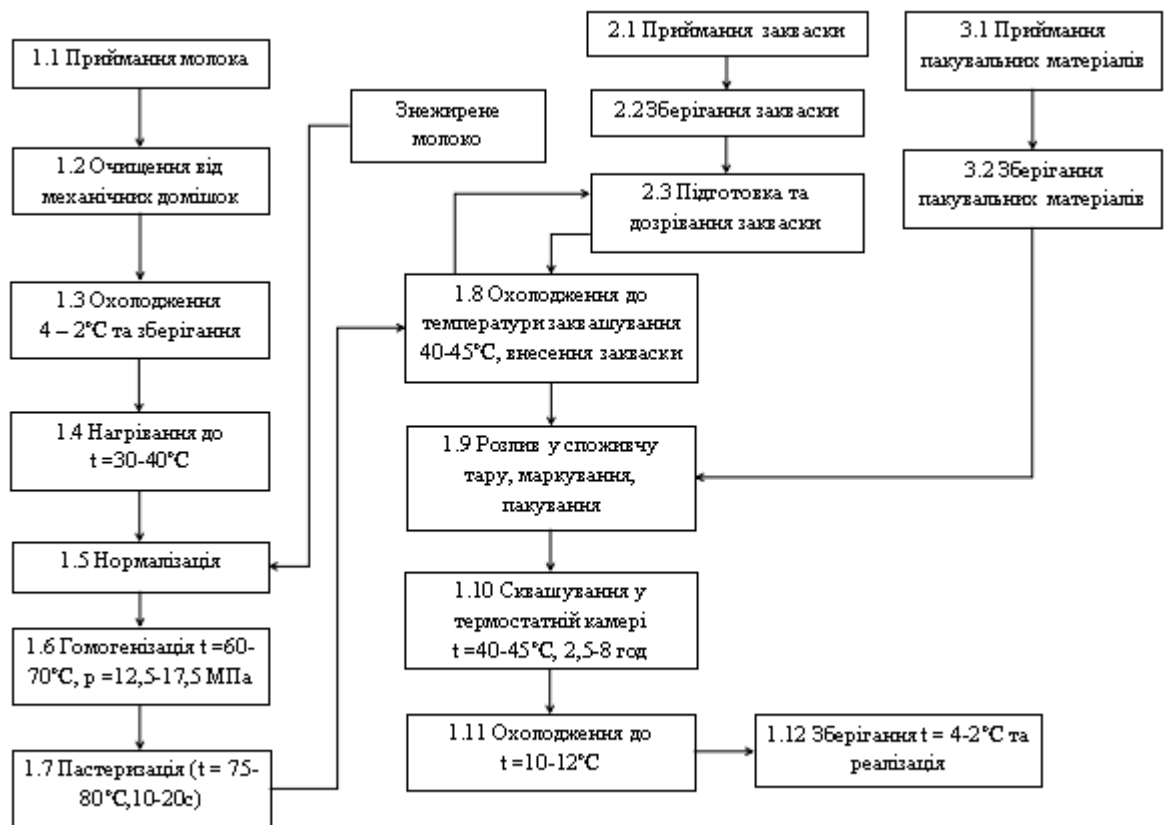 1.1 Приймання молока
1.2 Очищення від
механічних домішок
1.3 Охолодження
4 – 2°С та зберігання
1.4 Нагрівання до
t =30-40°С
1.5 Нормалізація
1.6 Гомогенізація t =60-
70°С, р =12,5-17,5 МПа
1.7 Пастеризація (t = 75-
80°С,10-20с)
Знежирене
молоко
2.1 Приймання закваски
2.2Зберігання закваски
2.3 Підготовка та
дозрівання закваски
1.8 Охолодження до
температури заквашування
40-45°С, внесення закваски
1.9 Розлив у споживчу
тару, маркування,
пакування
1.10 Сквашування у
термостатній камері
t =40-45°С, 2,5-8 год
1.11 Охолодження до
t =10-12°С
1.12 Зберігання t = 4-2°С та
реалізація
3.1 Приймання
пакувальних матеріалів
3.2Зберігання
пакувальних матеріалів